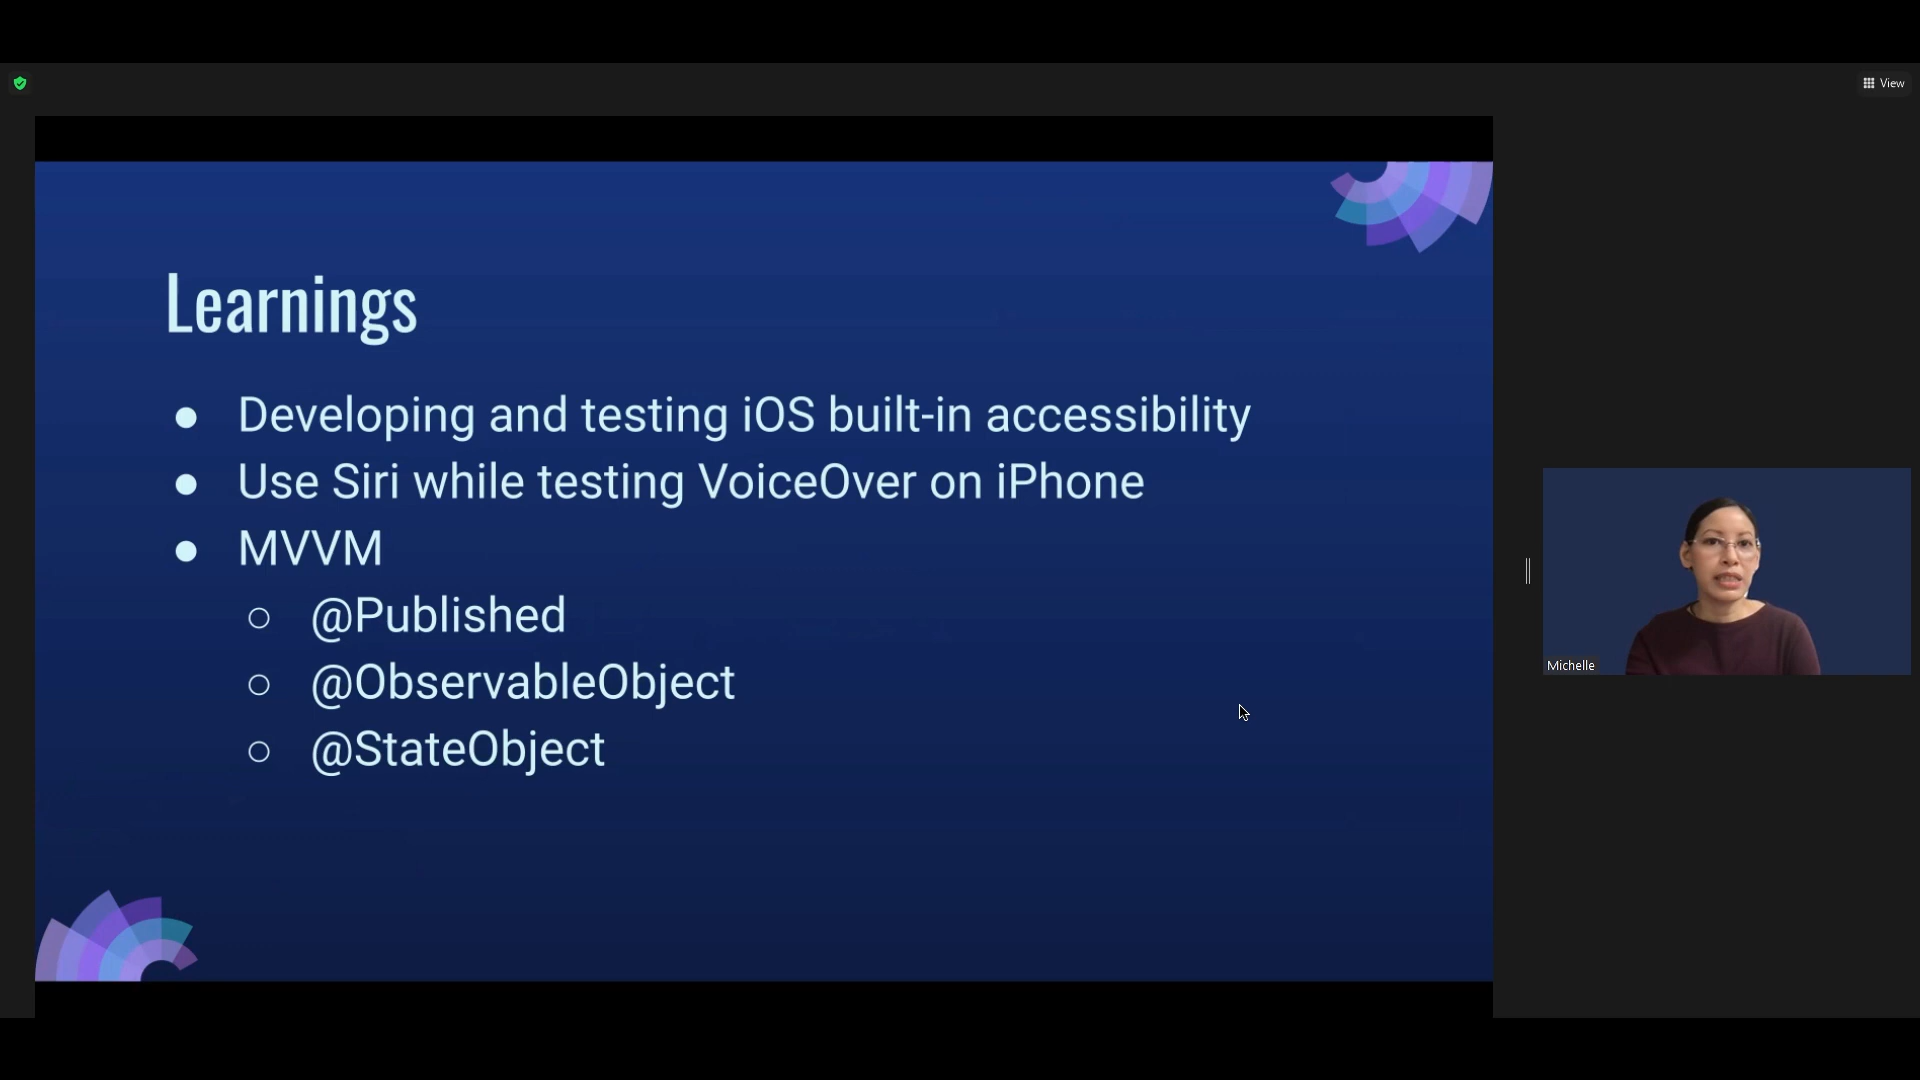 View
Learnings
● Developing and testing iOS built-in accessibility
● Use Siri while testing VoiceOver on iPhone
● MVVM
○ @Published
○ @ObservableObject
○ @StateObject
Michelle